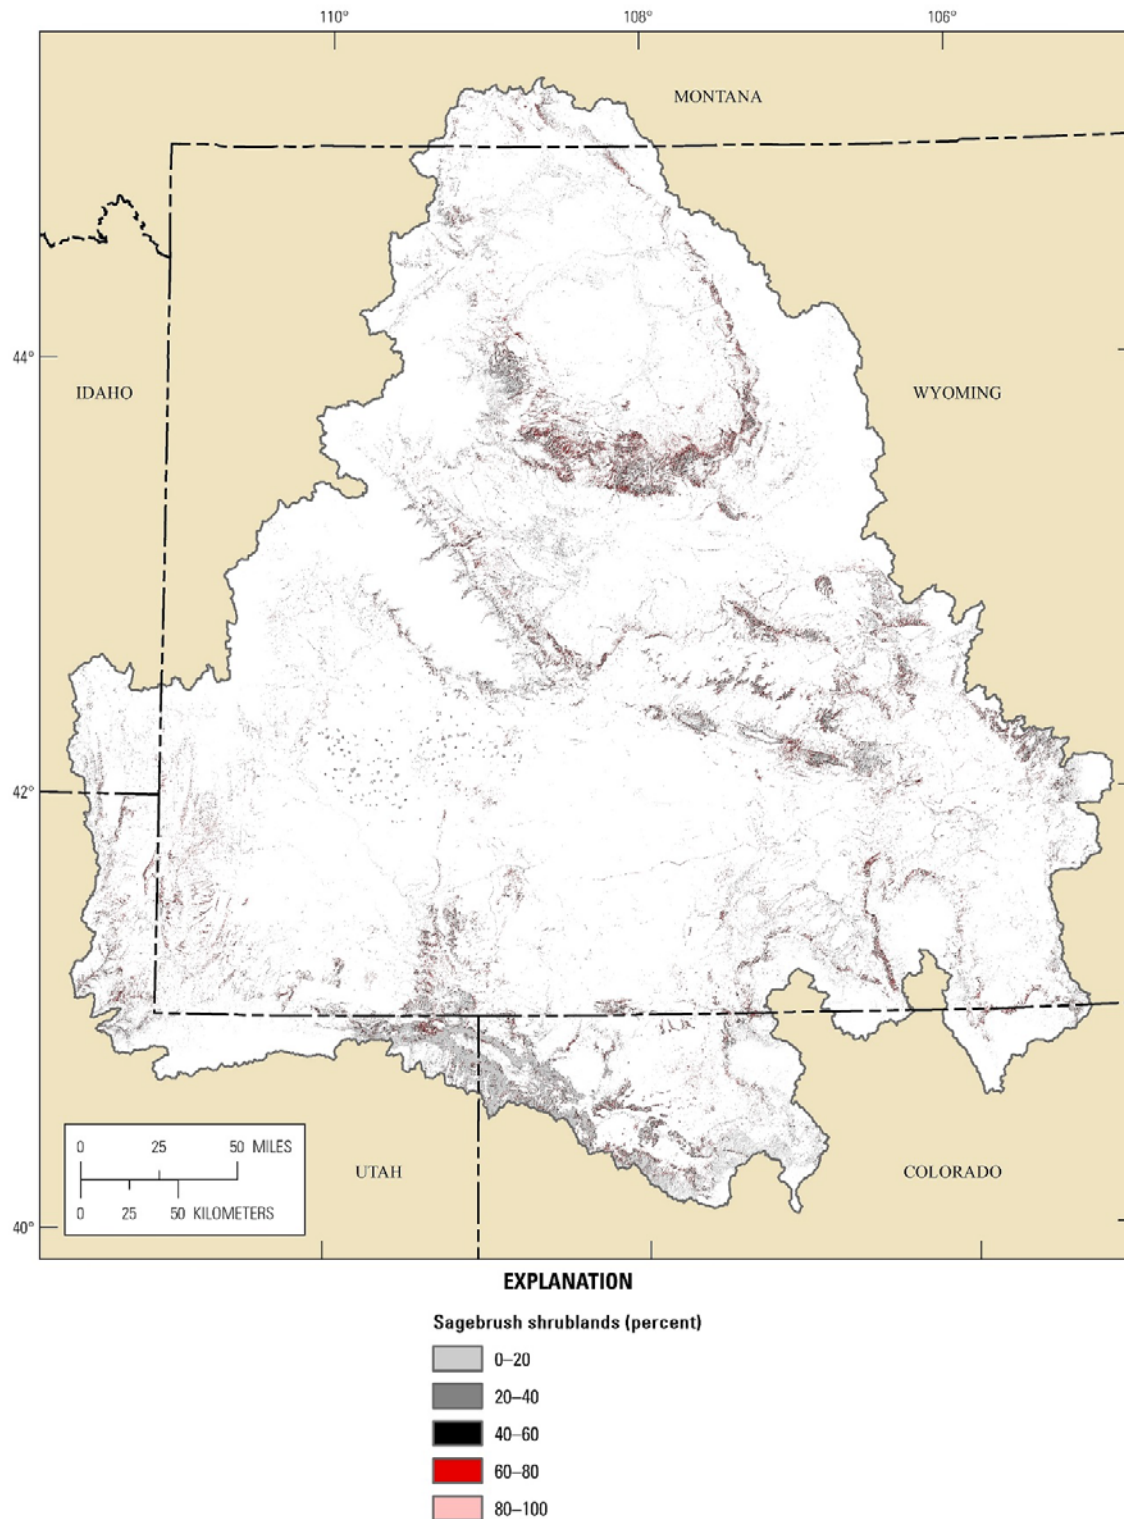 110° 108° 106°
MONTANA
44°
IDAHO WYOMING
42°
0 25 50 MILES
0 25 50 KILOMETERS
UTAH COLORADO
40°
EXPLANATION
Sagebrush shrublands (percent)
0–20
20–40
40–60
60–80
80–100